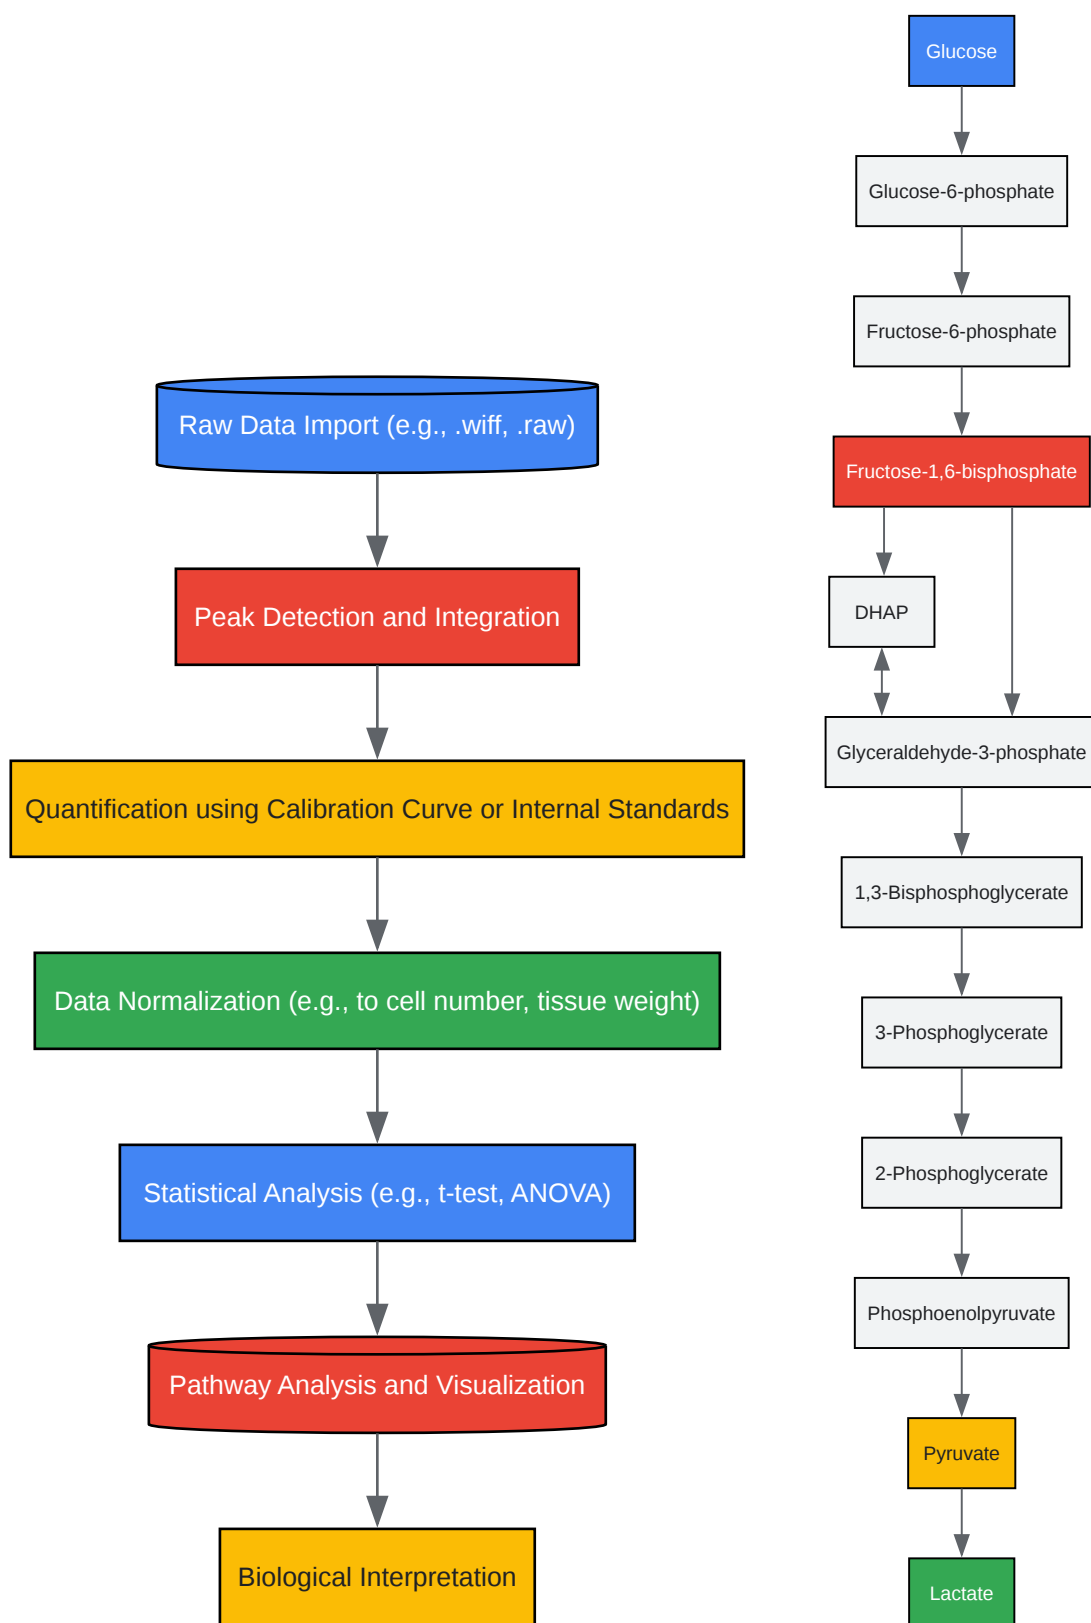 Raw Data Import (e.g., .wiff, .raw)
Peak Detection and Integration
Quantification using Calibration Curve or Internal Standards
Data Normalization (e.g., to cell number, tissue weight)
Statistical Analysis (e.g., t-test, ANOVA)
Pathway Analysis and Visualization
Biological Interpretation
Glucose
Glucose-6-phosphate
Fructose-6-phosphate
Fructose-1,6-bisphosphate
DHAP
Glyceraldehyde-3-phosphate
1,3-Bisphosphoglycerate
3-Phosphoglycerate
2-Phosphoglycerate
Phosphoenolpyruvate
Pyruvate
Lactate